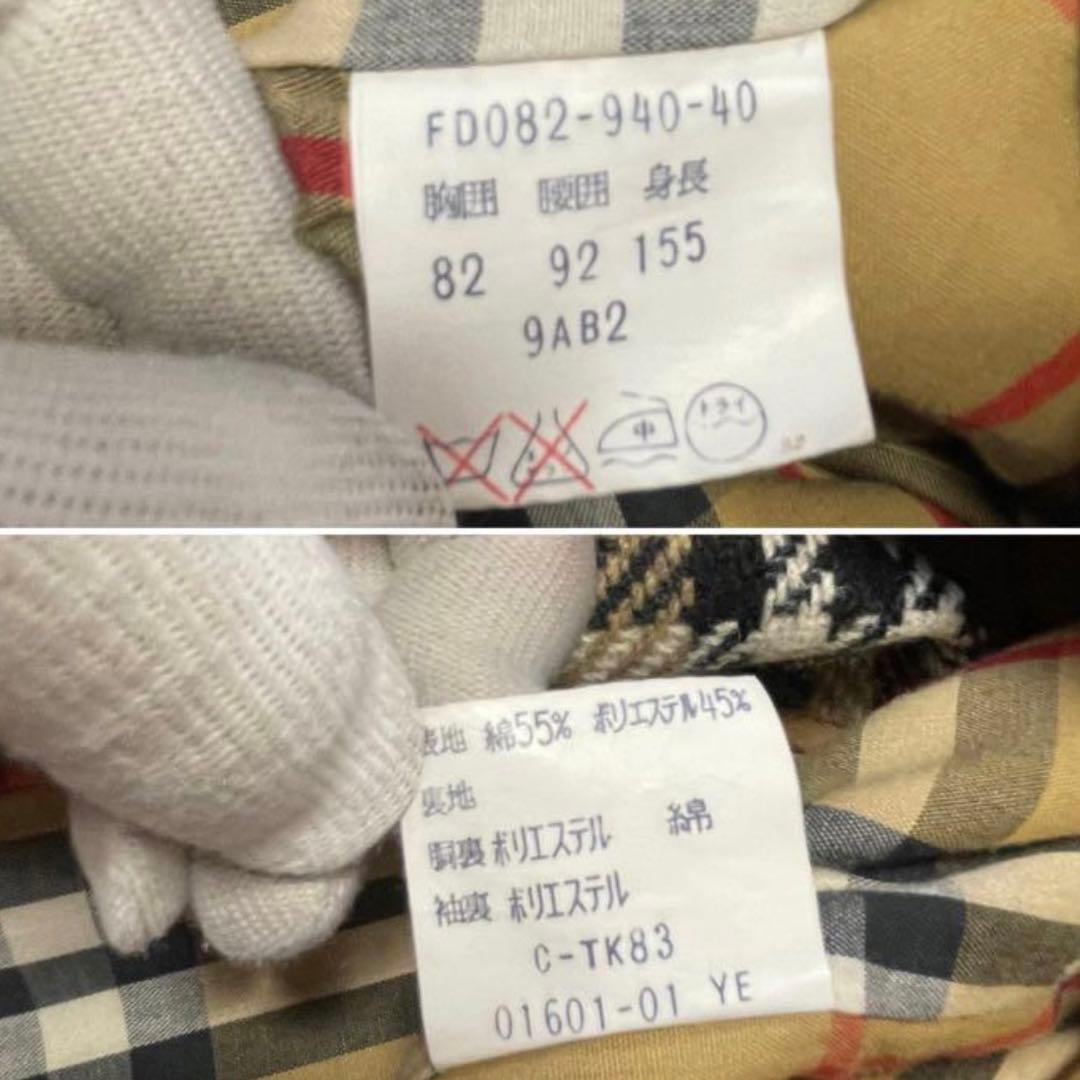 FD082-940-40
胸囲 腰囲 身長
82 92 155
9AB2
中 ドライ
表地 綿55% ポリエステル45%
裏地
胴裏 ポリエステル 綿
袖裏 ポリエステル
C-TK83
01601-01 YE